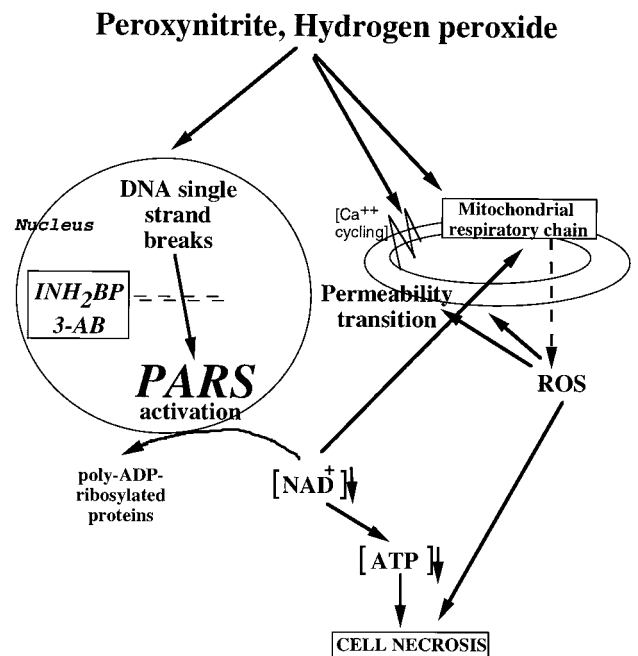 Peroxynitrite, Hydrogen peroxide
DNA single
strand
breaks
Nucleus
INH₂BP
3-AB
PARS
activation
poly-ADP-
ribosylated
proteins
[Ca++
cycling]
Mitochondrial
respiratory chain
Permeability
transition
ROS
[NAD+]
[ATP]
CELL NECROSIS